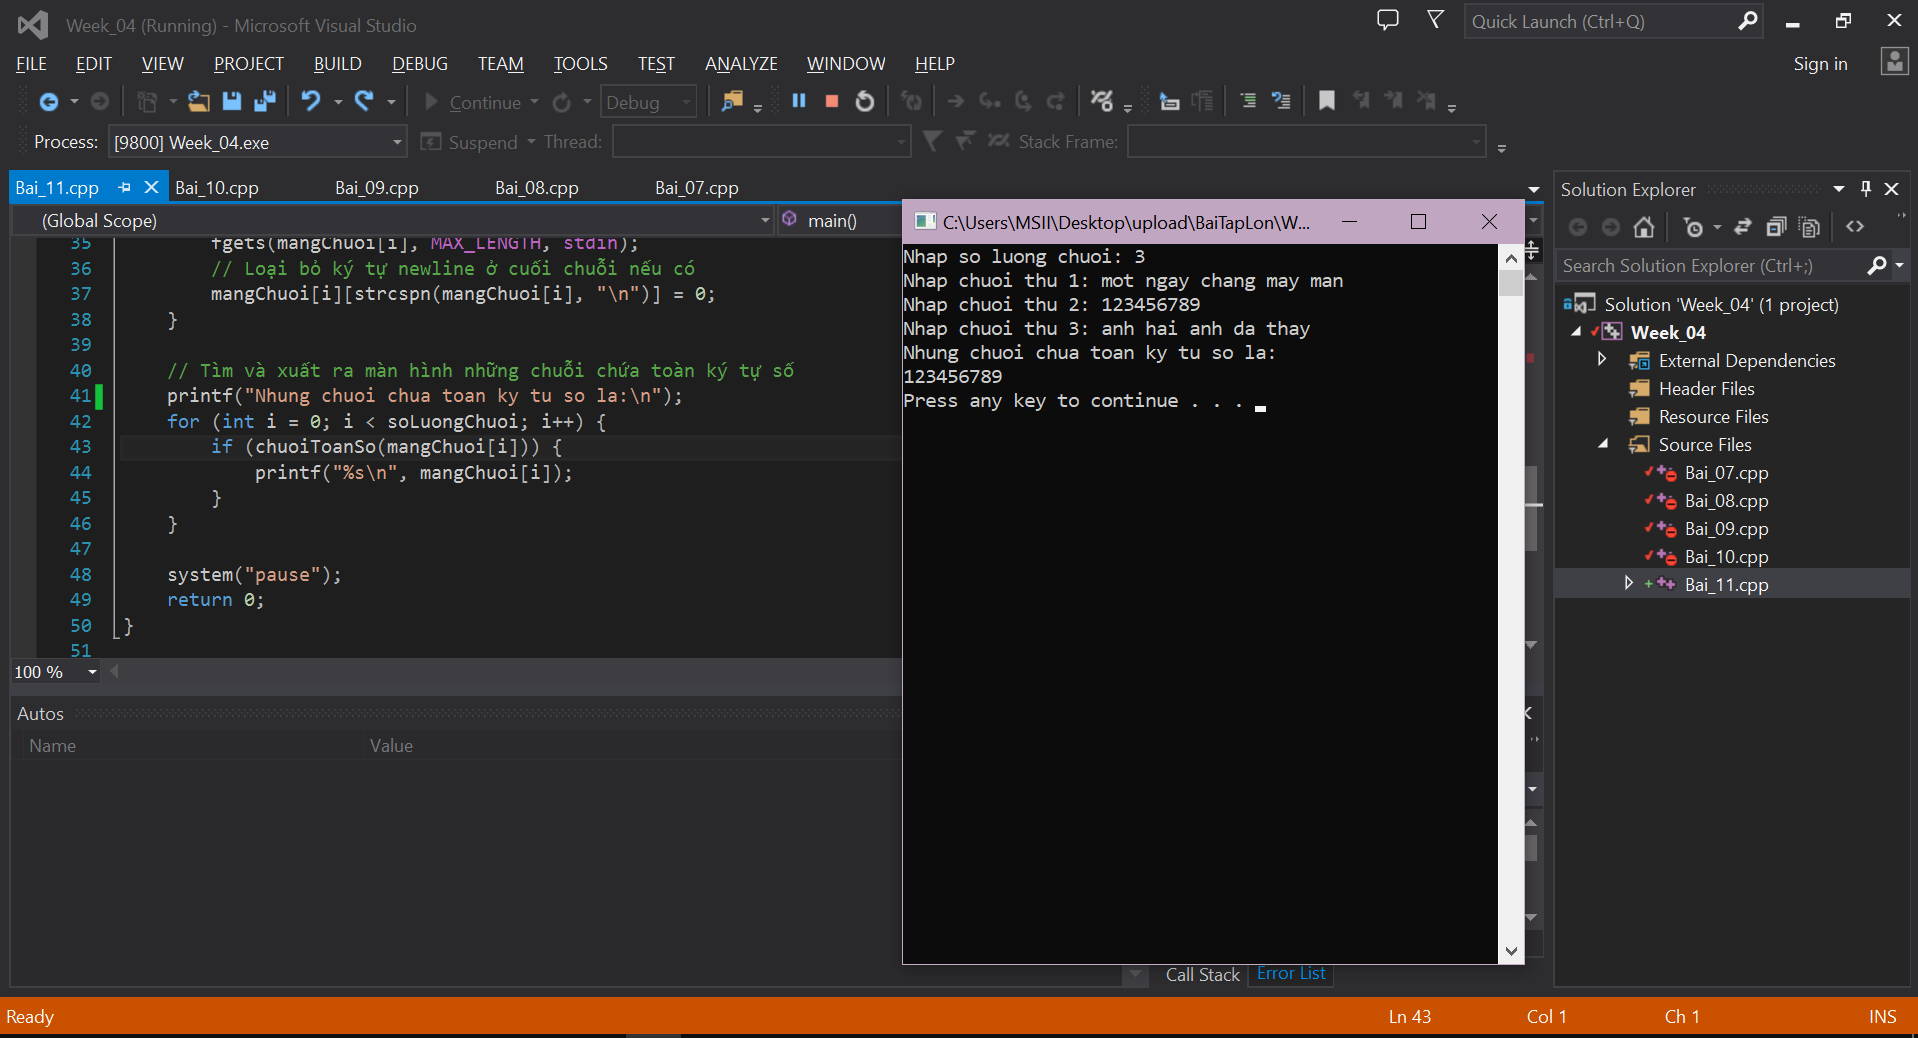 Week_04 (Running) - Microsoft Visual Studio
Quick Launch (Ctrl+Q)
FILE EDIT VIEW PROJECT BUILD DEBUG TEAM TOOLS TEST ANALYZE WINDOW HELP
Sign in
Continue Debug
Process: [9800] Week_04.exe Suspend Thread: Stack Frame:
Bai_11.cpp Bai_10.cpp Bai_09.cpp Bai_08.cpp Bai_07.cpp
(Global Scope) main()
35 fgets(mangChuoi[i], MAX_LENGTH, stdin);
36 // Loại bỏ ký tự newline ở cuối chuỗi nếu có
37 mangChuoi[i][strcspn(mangChuoi[i], "\n")] = 0;
38 }
39
40 // Tìm và xuất ra màn hình những chuỗi chứa toàn ký tự số
41 printf("Nhung chuoi chua toan ky tu so la:\n");
42 for (int i = 0; i < soLuongChuoi; i++) {
43 if (chuoiToanSo(mangChuoi[i])) {
44 printf("%s\n", mangChuoi[i]);
45 }
46 }
47
48 system("pause");
49 return 0;
50 }
51
100 %
Autos
Name Value
C:\Users\MSII\Desktop\upload\BaiTapLon\W...
Nhap so luong chuoi: 3
Nhap chuoi thu 1: mot ngay chang may man
Nhap chuoi thu 2: 123456789
Nhap chuoi thu 3: anh hai anh da thay
Nhung chuoi chua toan ky tu so la:
123456789
Press any key to continue . . .
Call Stack Error List
Solution Explorer
Search Solution Explorer (Ctrl+;)
Solution 'Week_04' (1 project)
Week_04
External Dependencies
Header Files
Resource Files
Source Files
Bai_07.cpp
Bai_08.cpp
Bai_09.cpp
Bai_10.cpp
Bai_11.cpp
Ready Ln 43 Col 1 Ch 1 INS